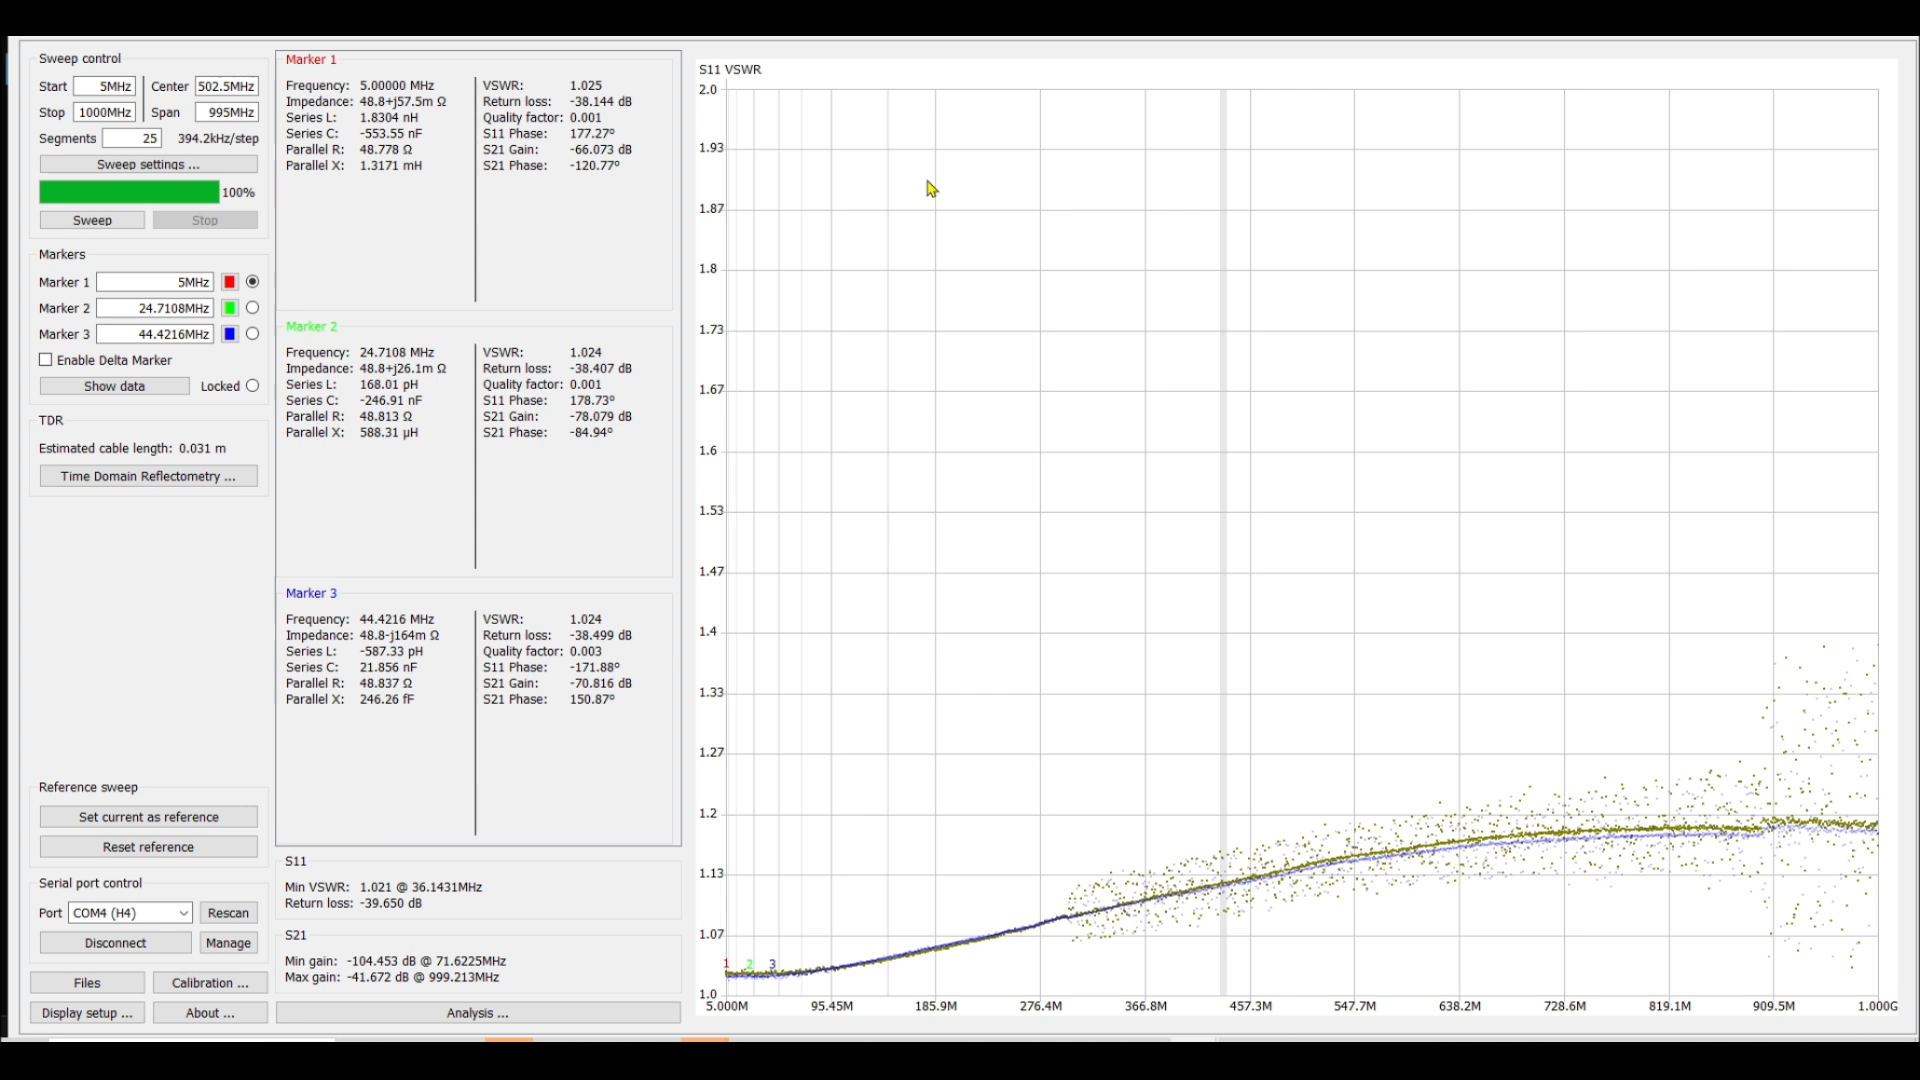 Sweep control
Start 5MHz Center 502.5MHz
Stop 1000MHz Span 995MHz
Segments 25 394.2kHz/step
Sweep settings ...
100%
Sweep Stop
Markers
Marker 1 5MHz
Marker 2 24.7108MHz
Marker 3 44.4216MHz
Enable Delta Marker
Show data Locked
TDR
Estimated cable length: 0.031 m
Time Domain Reflectometry ...
Reference sweep
Set current as reference
Reset reference
Serial port control
Port COM4 (H4) Rescan
Disconnect Manage
Files Calibration ...
Display setup ... About ...
Marker 1
Frequency: 5.00000 MHz VSWR: 1.025
Impedance: 48.8+j57.5m Ω Return loss: -38.144 dB
Series L: 1.8304 nH Quality factor: 0.001
Series C: -553.55 nF S11 Phase: 177.27°
Parallel R: 48.778 Ω S21 Gain: -66.073 dB
Parallel X: 1.3171 mH S21 Phase: -120.77°
Marker 2
Frequency: 24.7108 MHz VSWR: 1.024
Impedance: 48.8+j26.1m Ω Return loss: -38.407 dB
Series L: 168.01 pH Quality factor: 0.001
Series C: -246.91 nF S11 Phase: 178.73°
Parallel R: 48.813 Ω S21 Gain: -78.079 dB
Parallel X: 588.31 µH S21 Phase: -84.94°
Marker 3
Frequency: 44.4216 MHz VSWR: 1.024
Impedance: 48.8-j164m Ω Return loss: -38.499 dB
Series L: -587.33 pH Quality factor: 0.003
Series C: 21.856 nF S11 Phase: -171.88°
Parallel R: 48.837 Ω S21 Gain: -70.816 dB
Parallel X: 246.26 fF S21 Phase: 150.87°
S11
Min VSWR: 1.021 @ 36.1431MHz
Return loss: -39.650 dB
S21
Min gain: -104.453 dB @ 71.6225MHz
Max gain: -41.672 dB @ 999.213MHz
Analysis ...
S11 VSWR
2.0
1.93
1.87
1.8
1.73
1.67
1.6
1.53
1.47
1.4
1.33
1.27
1.2
1.13
1.07
1 2 3
1.0
5.000M 95.45M 185.9M 276.4M 366.8M 457.3M 547.7M 638.2M 728.6M 819.1M 909.5M 1.000G